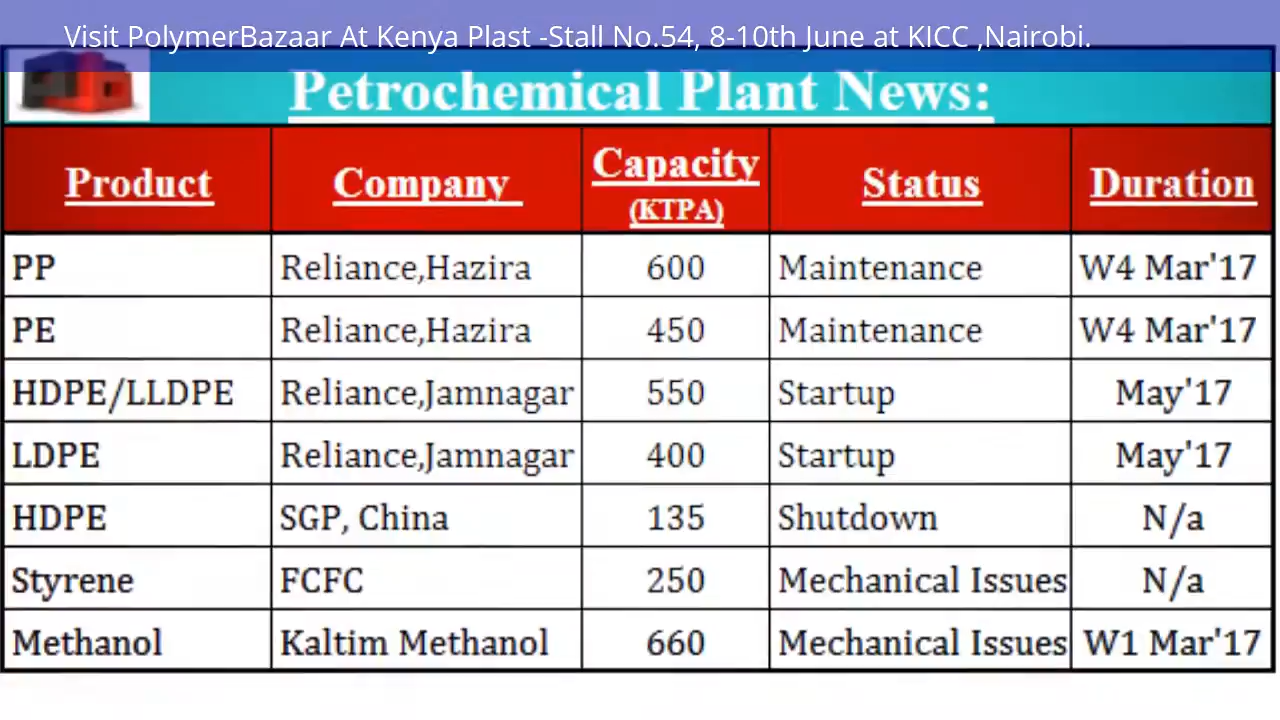 Visit PolymerBazaar At Kenya Plast -Stall No.54, 8-10th June at KICC ,Nairobi.
Petrochemical Plant News:
Product Company Capacity (KTPA) Status Duration
PP Reliance,Hazira 600 Maintenance W4 Mar'17
PE Reliance,Hazira 450 Maintenance W4 Mar'17
HDPE/LLDPE Reliance,Jamnagar 550 Startup May'17
LDPE Reliance,Jamnagar 400 Startup May'17
HDPE SGP, China 135 Shutdown N/a
Styrene FCFC 250 Mechanical Issues N/a
Methanol Kaltim Methanol 660 Mechanical Issues W1 Mar'17